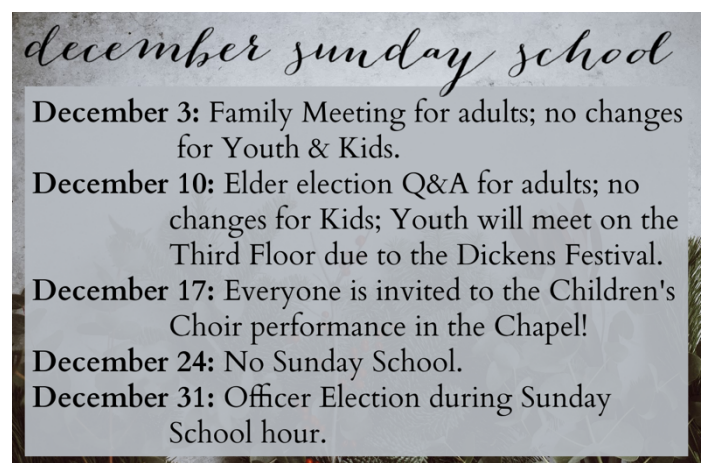 december sunday school
December 3: Family Meeting for adults; no changes
for Youth & Kids.
December 10: Elder election Q&A for adults; no
changes for Kids; Youth will meet on the
Third Floor due to the Dickens Festival.
December 17: Everyone is invited to the Children's
Choir performance in the Chapel!
December 24: No Sunday School.
December 31: Officer Election during Sunday
School hour.